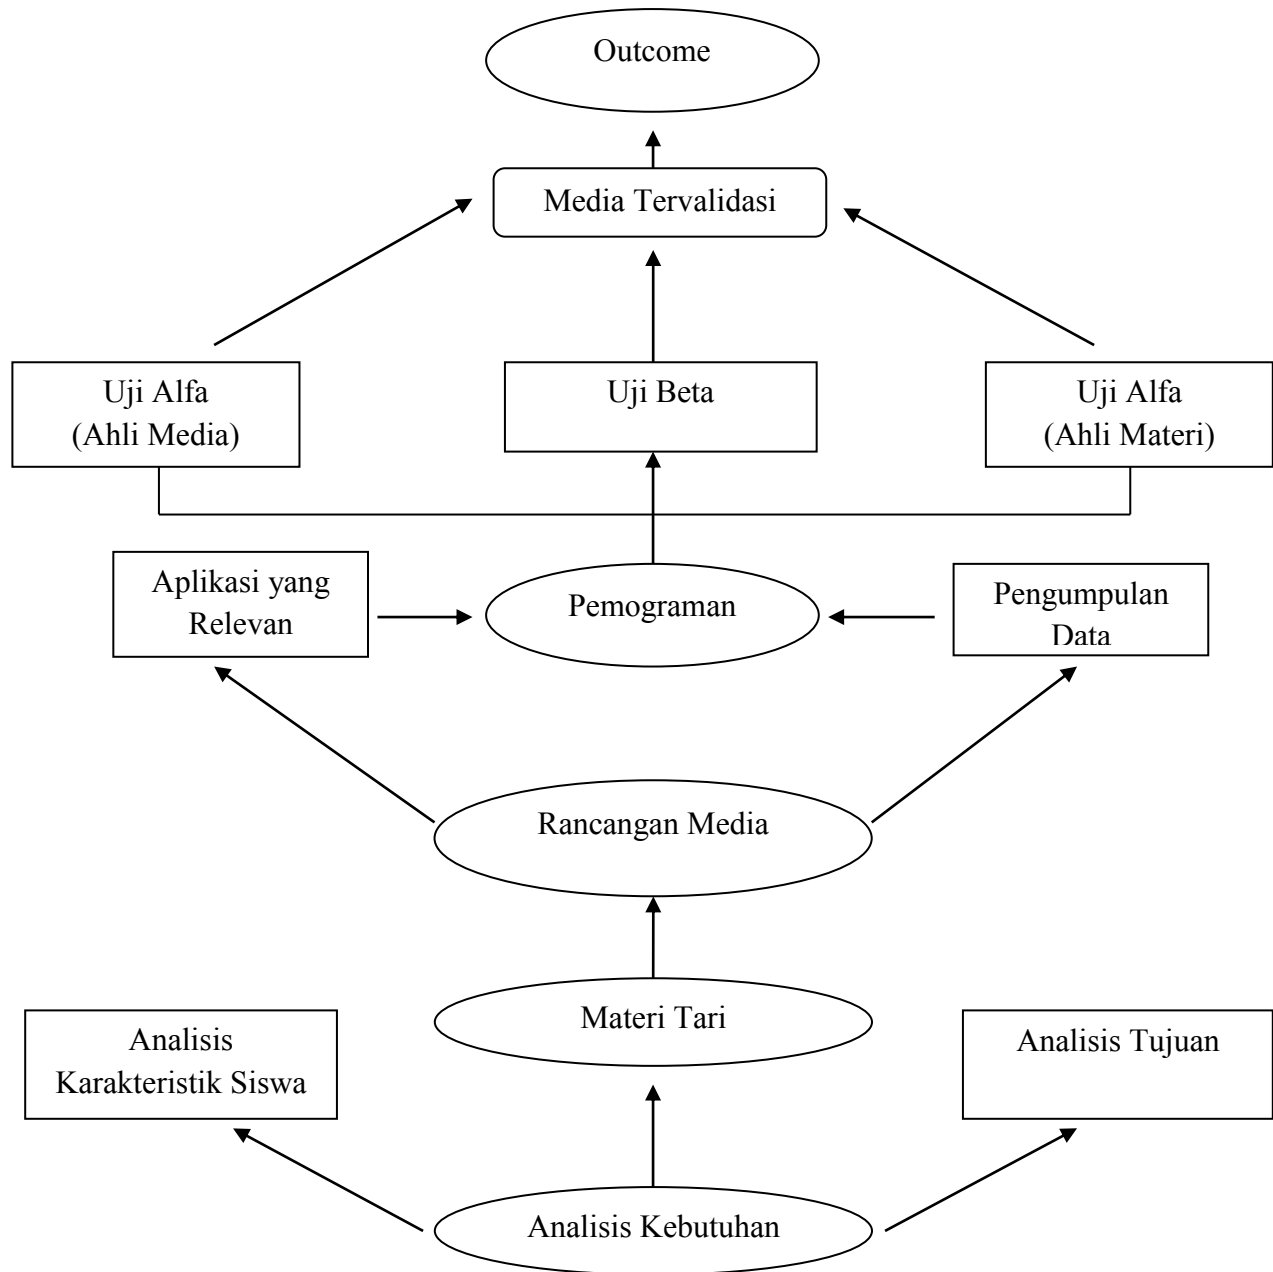 Outcome
Media Tervalidasi
Uji Alfa
(Ahli Media)
Uji Beta
Uji Alfa
(Ahli Materi)
Aplikasi yang
Relevan
Pemograman
Pengumpulan
Data
Rancangan Media
Materi Tari
Analisis
Karakteristik Siswa
Analisis Tujuan
Analisis Kebutuhan